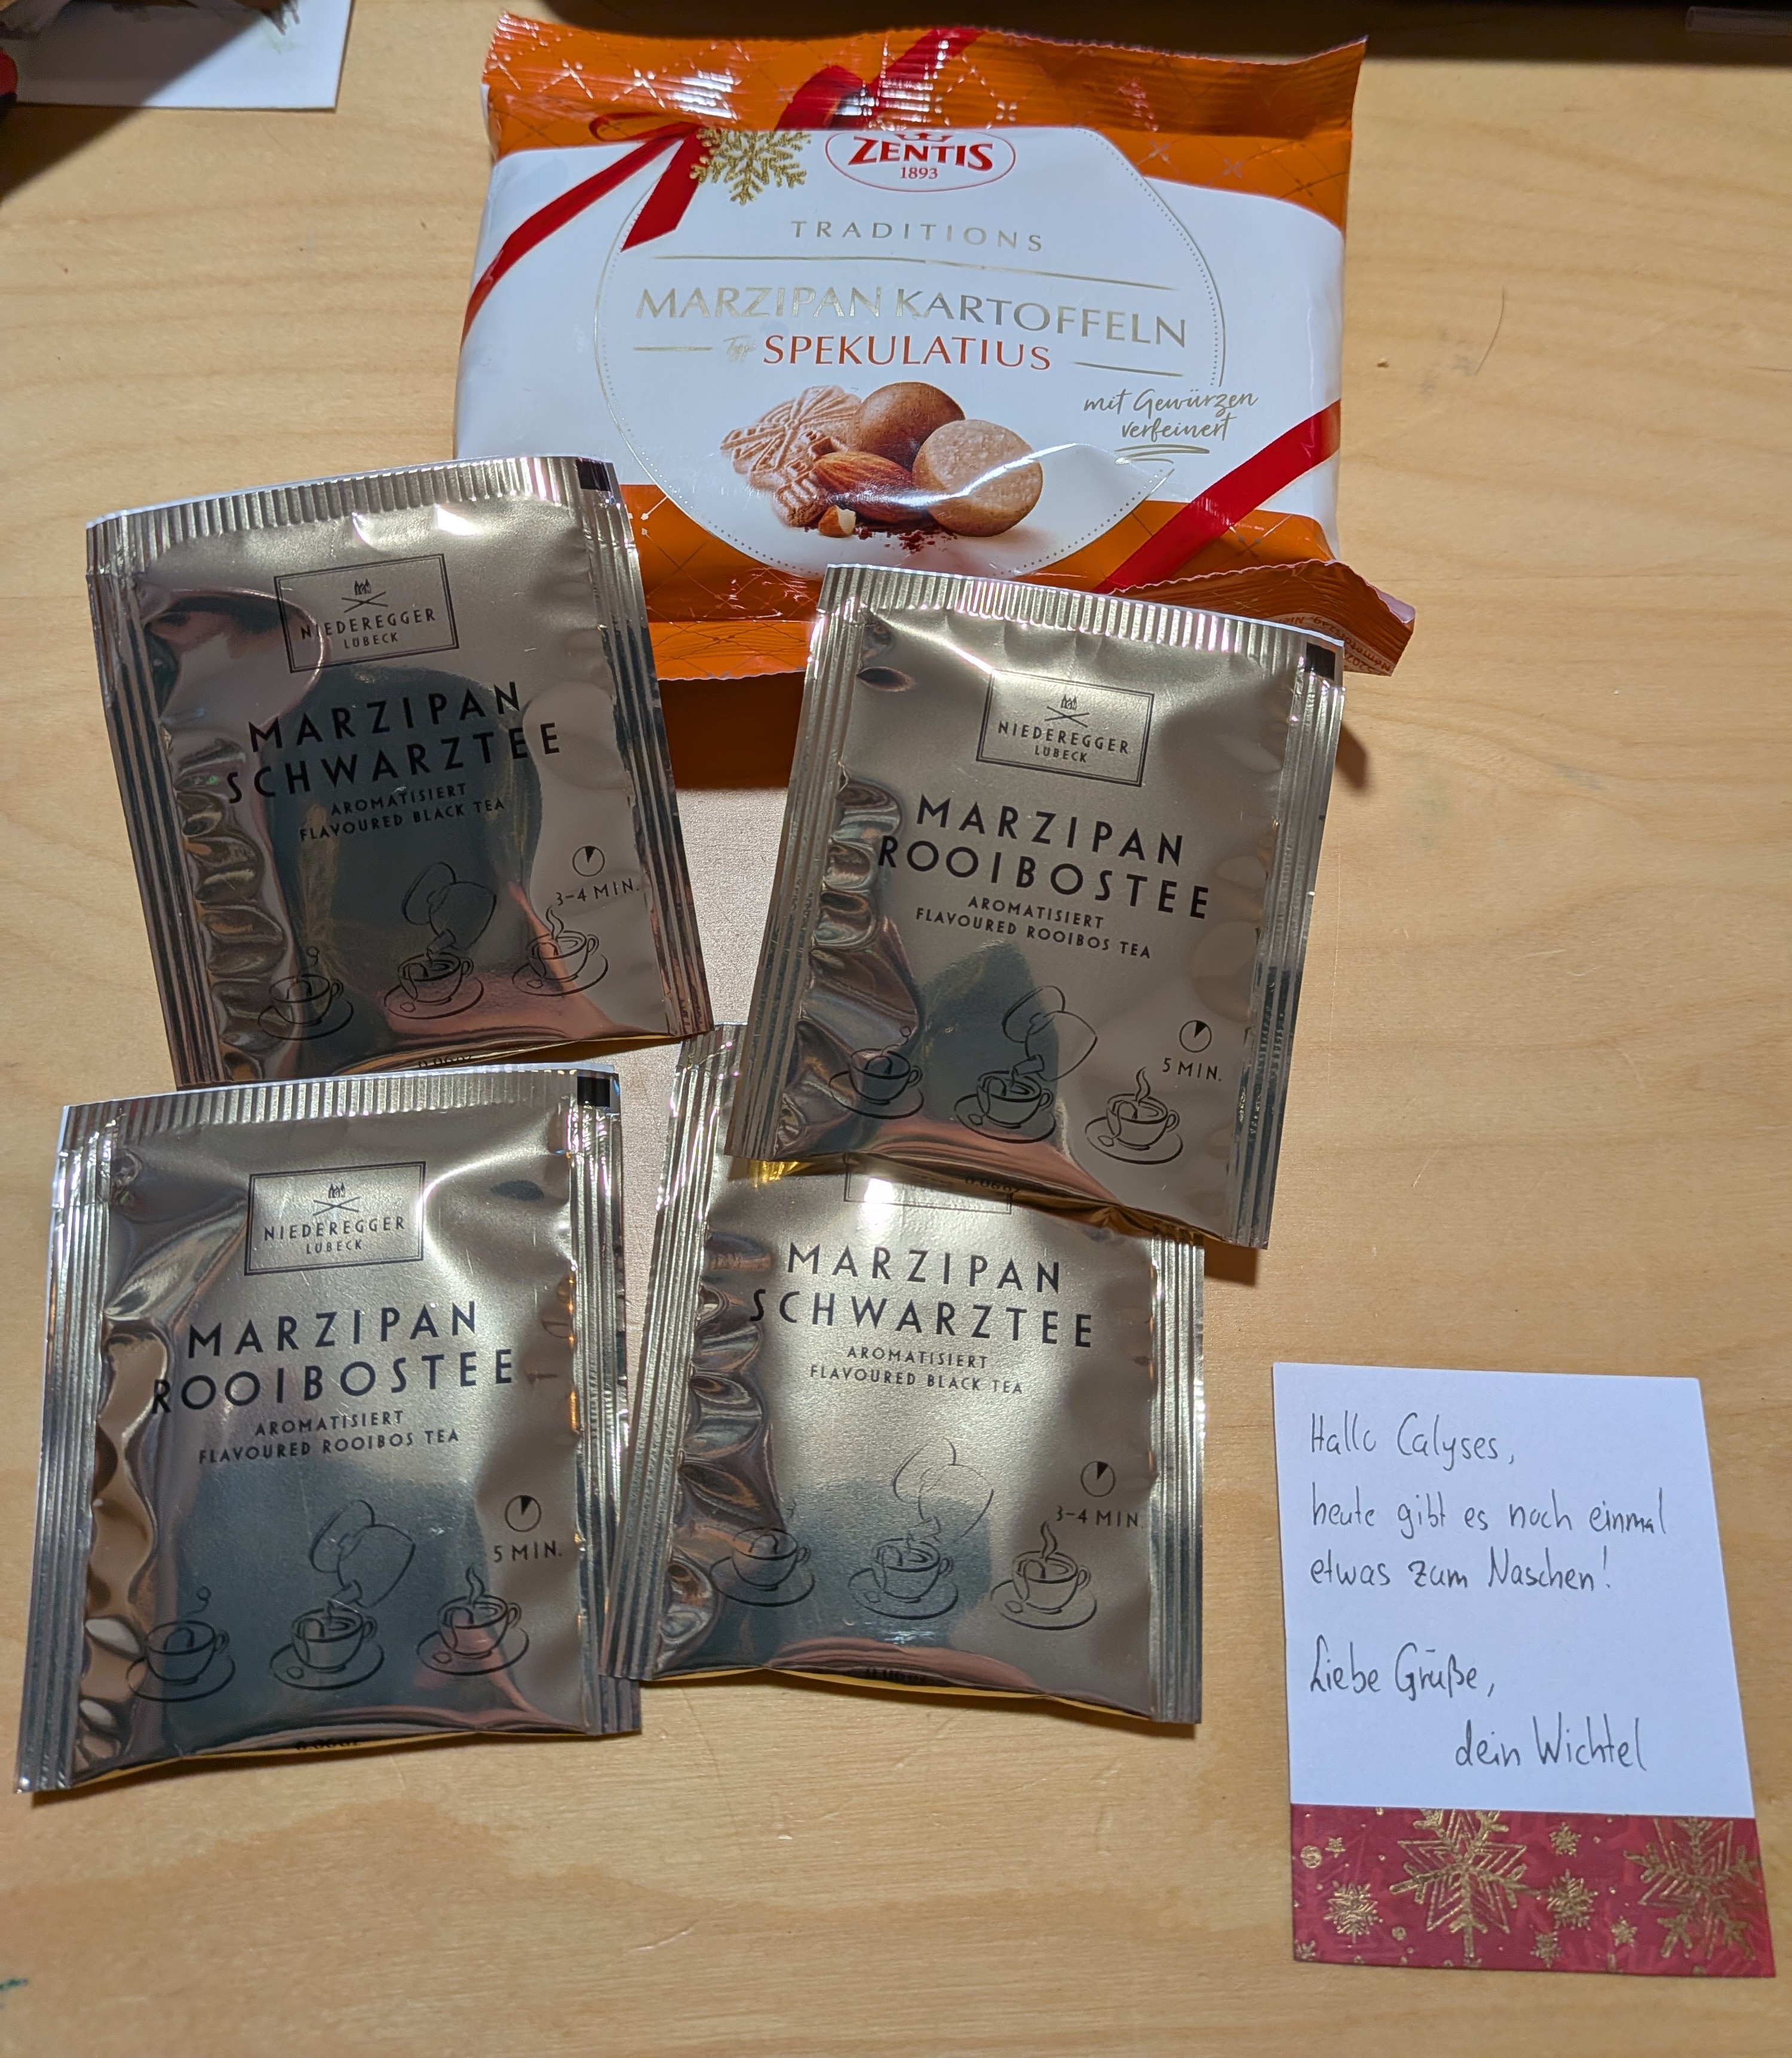 ZENTIS
1893
TRADITIONS
MARZIPAN KARTOFFELN
Typ SPEKULATIUS
mit Gewürzen
verfeinert
NIEDEREGGER
LÜBECK
MARZIPAN
SCHWARZTEE
AROMATISIERT
FLAVOURED BLACK TEA
3-4 MIN.
NIEDEREGGER
LÜBECK
MARZIPAN
ROOIBOSTEE
AROMATISIERT
FLAVOURED ROOIBOS TEA
5 MIN.
NIEDEREGGER
LÜBECK
MARZIPAN
ROOIBOSTEE
AROMATISIERT
FLAVOURED ROOIBOS TEA
5 MIN.
MARZIPAN
SCHWARZTEE
AROMATISIERT
FLAVOURED BLACK TEA
3-4 MIN.
Hallo Calyses,
heute gibt es noch einmal
etwas zum Naschen!
Liebe Grüße,
dein Wichtel